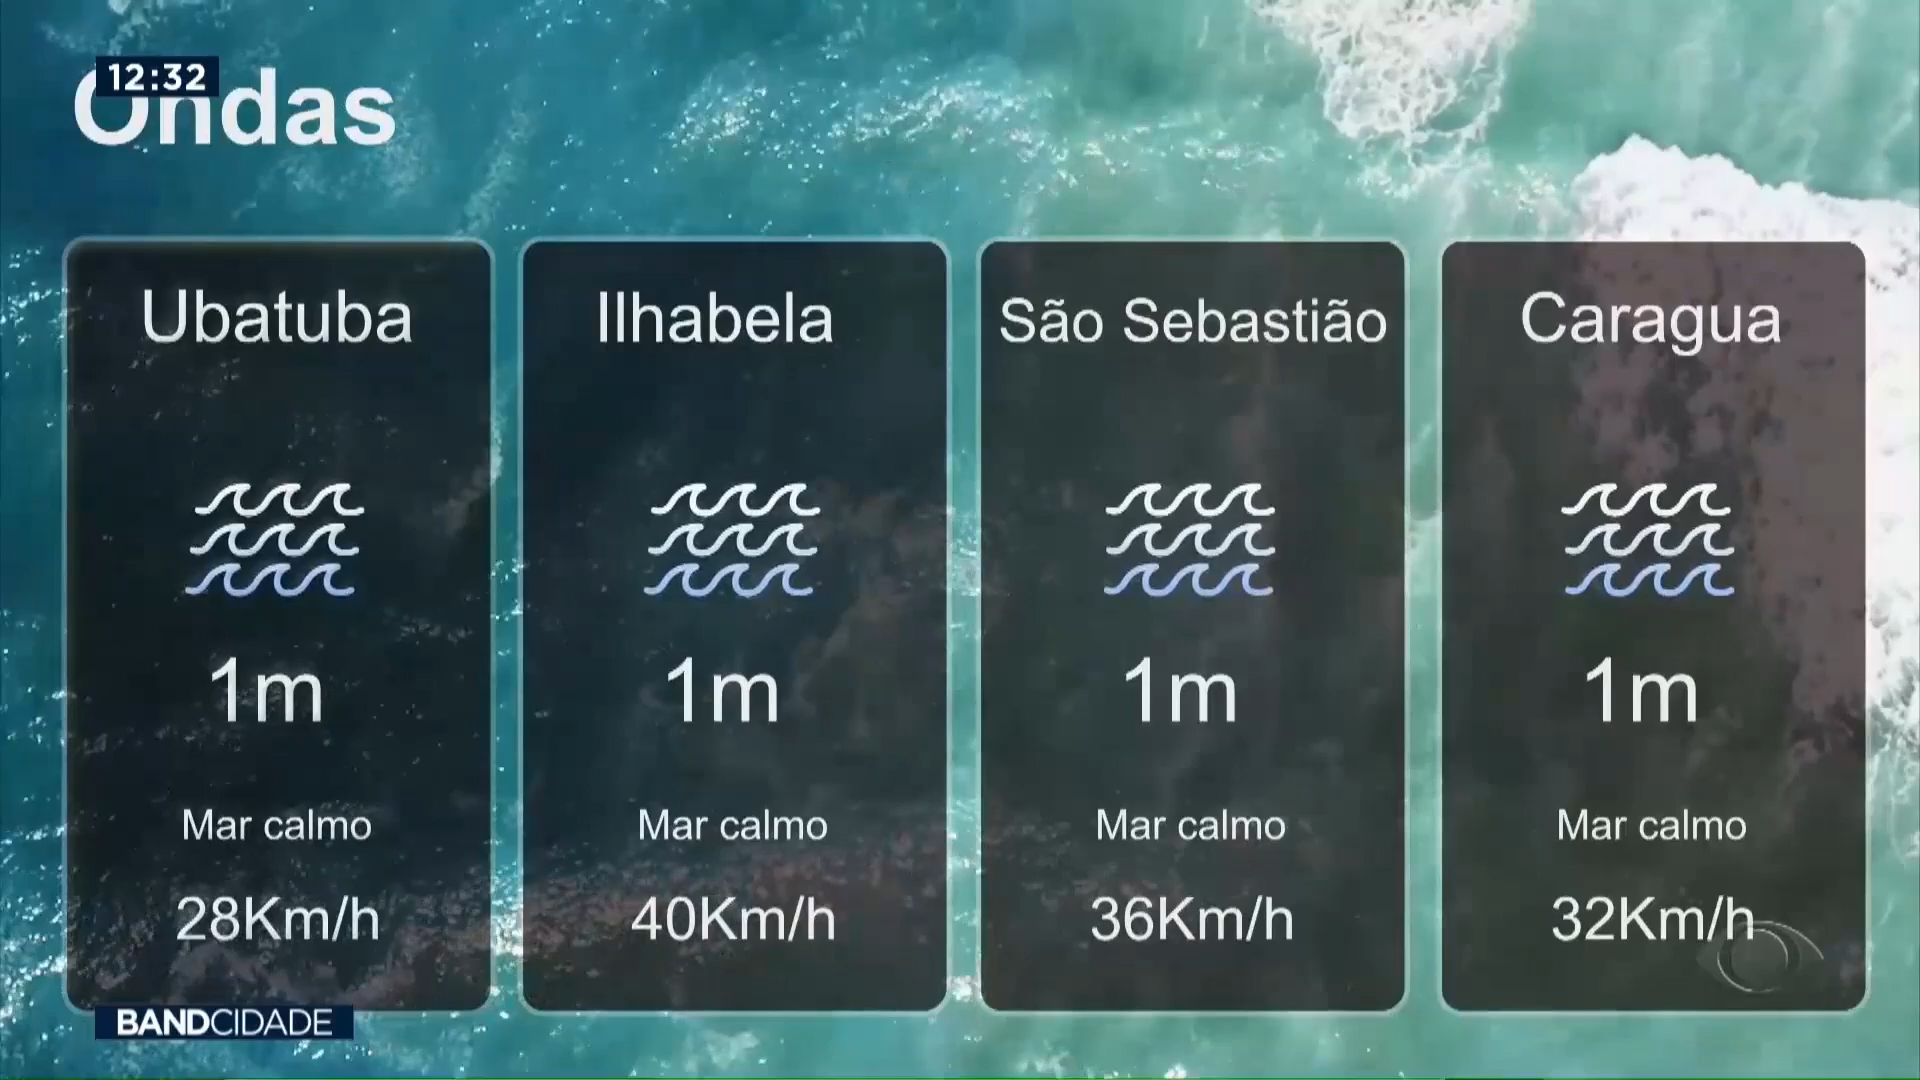 12:32
Ondas
Ubatuba
1m
Mar calmo
28Km/h
Ilhabela
1m
Mar calmo
40Km/h
São Sebastião
1m
Mar calmo
36Km/h
Caragua
1m
Mar calmo
32Km/h
BANDCIDADE